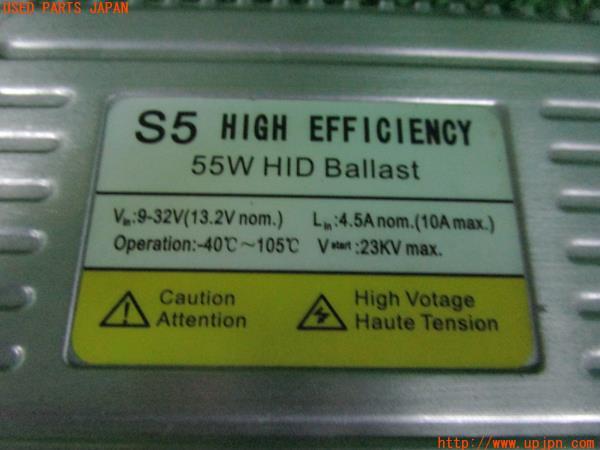 USED PARTS JAPAN
S5 HIGH EFFICIENCY
55W HID Ballast
Vin:9-32V(13.2V nom.) Lin:4.5A nom.(10A max.)
Operation:-40℃～105℃ Vstart:23KV max.
Caution High Votage
Attention Haute Tension
http://www.upjpn.com/